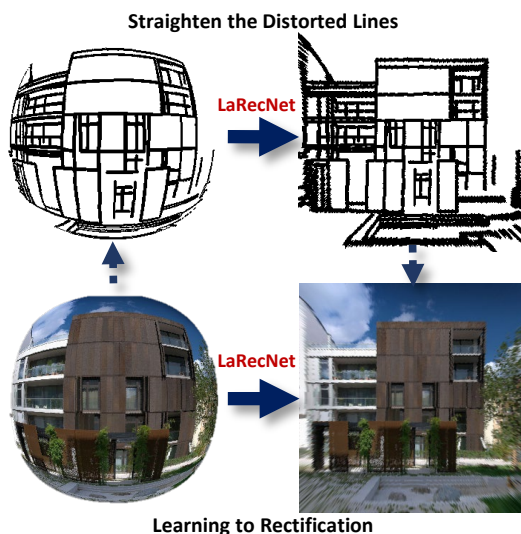 Straighten the Distorted Lines
LaRecNet
LaRecNet
Learning to Rectification